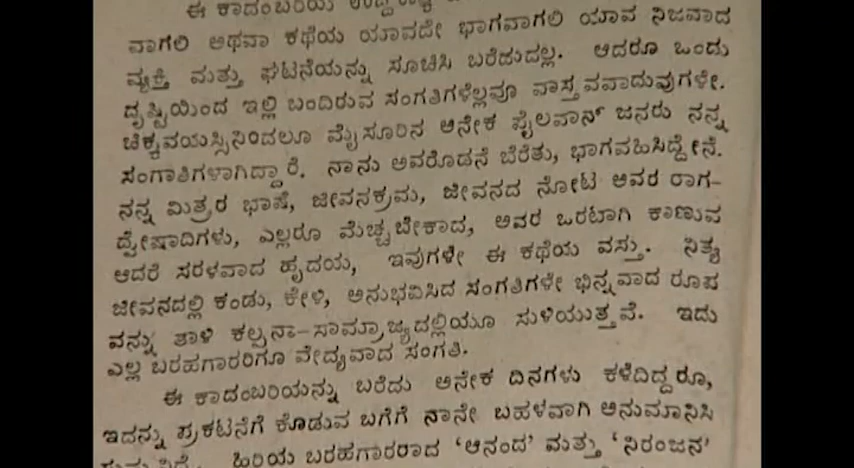 ಈ ಕಾದಂಬರಿಯ
ವಾಗಲಿ ಅಥವಾ ಕಥೆಯ ಯಾವದೇ ಭಾಗವಾಗಲಿ ಯಾವ ನಿಜವಾದ
ವ್ಯಕ್ತಿ ಮತ್ತು ಘಟನೆಯನ್ನು ಸೂಚಿಸಿ ಬರೆದುದಲ್ಲ. ಆದರೂ ಒಂದು
ದೃಷ್ಟಿಯಿಂದ ಇಲ್ಲಿ ಬಂದಿರುವ ಸಂಗತಿಗಳೆಲ್ಲವೂ ವಾಸ್ತವವಾದುವುಗಳೇ.
ಚಿಕ್ಕವಯಸ್ಸಿನಿಂದಲೂ ಮೈಸೂರಿನ ಅನೇಕ ಪೈಲವಾನ್ ಜನರು ನನ್ನ
ಸಂಗಾತಿಗಳಾಗಿದ್ದಾರೆ. ನಾನು ಅವರೊಡನೆ ಬೆರೆತು, ಭಾಗವಹಿಸಿದ್ದೇನೆ.
ನನ್ನ ಮಿತ್ರರ ಭಾಷೆ, ಜೀವನಕ್ರಮ, ಜೀವನದ ನೋಟ ಅವರ ರಾಗ-
ದ್ವೇಷಾದಿಗಳು, ಎಲ್ಲರೂ ಮೆಚ್ಚಬೇಕಾದ, ಅವರ ಒರಟಾಗಿ ಕಾಣುವ
ಆದರೆ ಸರಳವಾದ ಹೃದಯ, ಇವುಗಳೇ ಈ ಕಥೆಯ ವಸ್ತು. ನಿತ್ಯ
ಜೀವನದಲ್ಲಿ ಕಂಡು, ಕೇಳಿ, ಅನುಭವಿಸಿದ ಸಂಗತಿಗಳೇ ಭಿನ್ನವಾದ ರೂಪ
ವನ್ನು ತಾಳಿ ಕಲ್ಪನಾ-ಸಾಮ್ರಾಜ್ಯದಲ್ಲಿಯೂ ಸುಳಿಯುತ್ತವೆ. ಇದು
ಎಲ್ಲ ಬರಹಗಾರರಿಗೂ ವೇದ್ಯವಾದ ಸಂಗತಿ.
ಈ ಕಾದಂಬರಿಯನ್ನು ಬರೆದು ಅನೇಕ ದಿನಗಳು ಕಳೆದಿದ್ದರೂ,
ಇದನ್ನು ಪ್ರಕಟನೆಗೆ ಕೊಡುವ ಬಗೆಗೆ ನಾನೇ ಬಹಳವಾಗಿ ಅನುಮಾನಿಸಿ
ಹಿರಿಯ ಬರಹಗಾರರಾದ ‘ಆನಂದ’ ಮತ್ತು ‘ನಿರಂಜನ’